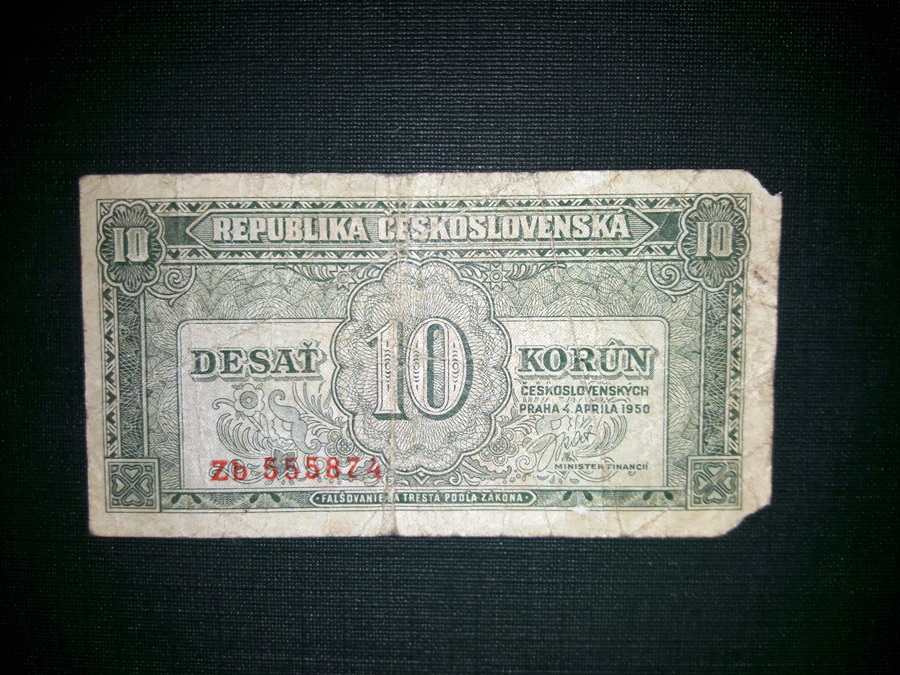 REPUBLIKA ČESKOSLOVENSKÁ
10 10
DESAŤ 10 KORÚN
ČESKOSLOVENSKÝCH
PRAHA 4. APRÍLA 1950
MINISTER FINANCIÍ
Zb 555874
FALŠOVANIE SA TRESTÁ PODĽA ZÁKONA